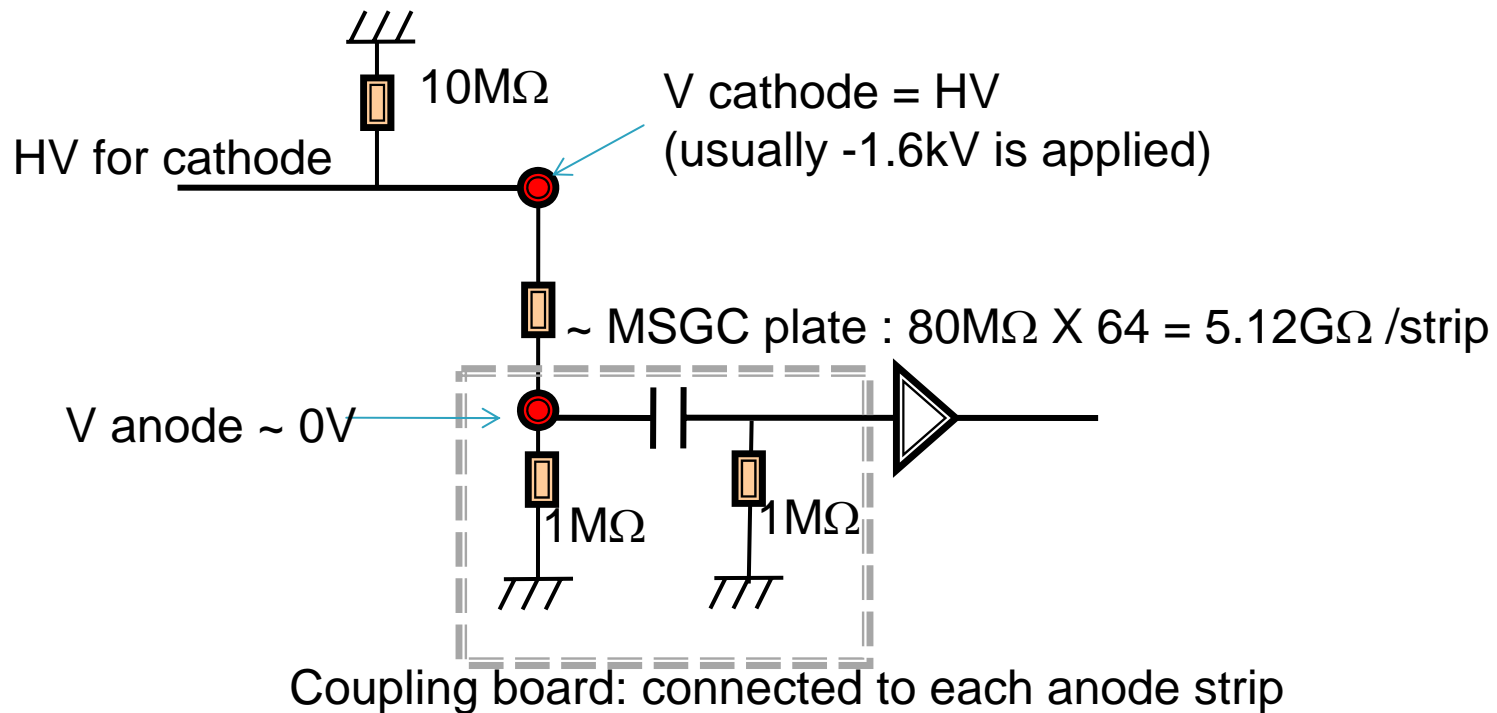 10MΩ
V cathode = HV
(usually -1.6kV is applied)
HV for cathode
~ MSGC plate : 80MΩ X 64 = 5.12GΩ /strip
V anode ~ 0V
1MΩ
1MΩ
Coupling board: connected to each anode strip